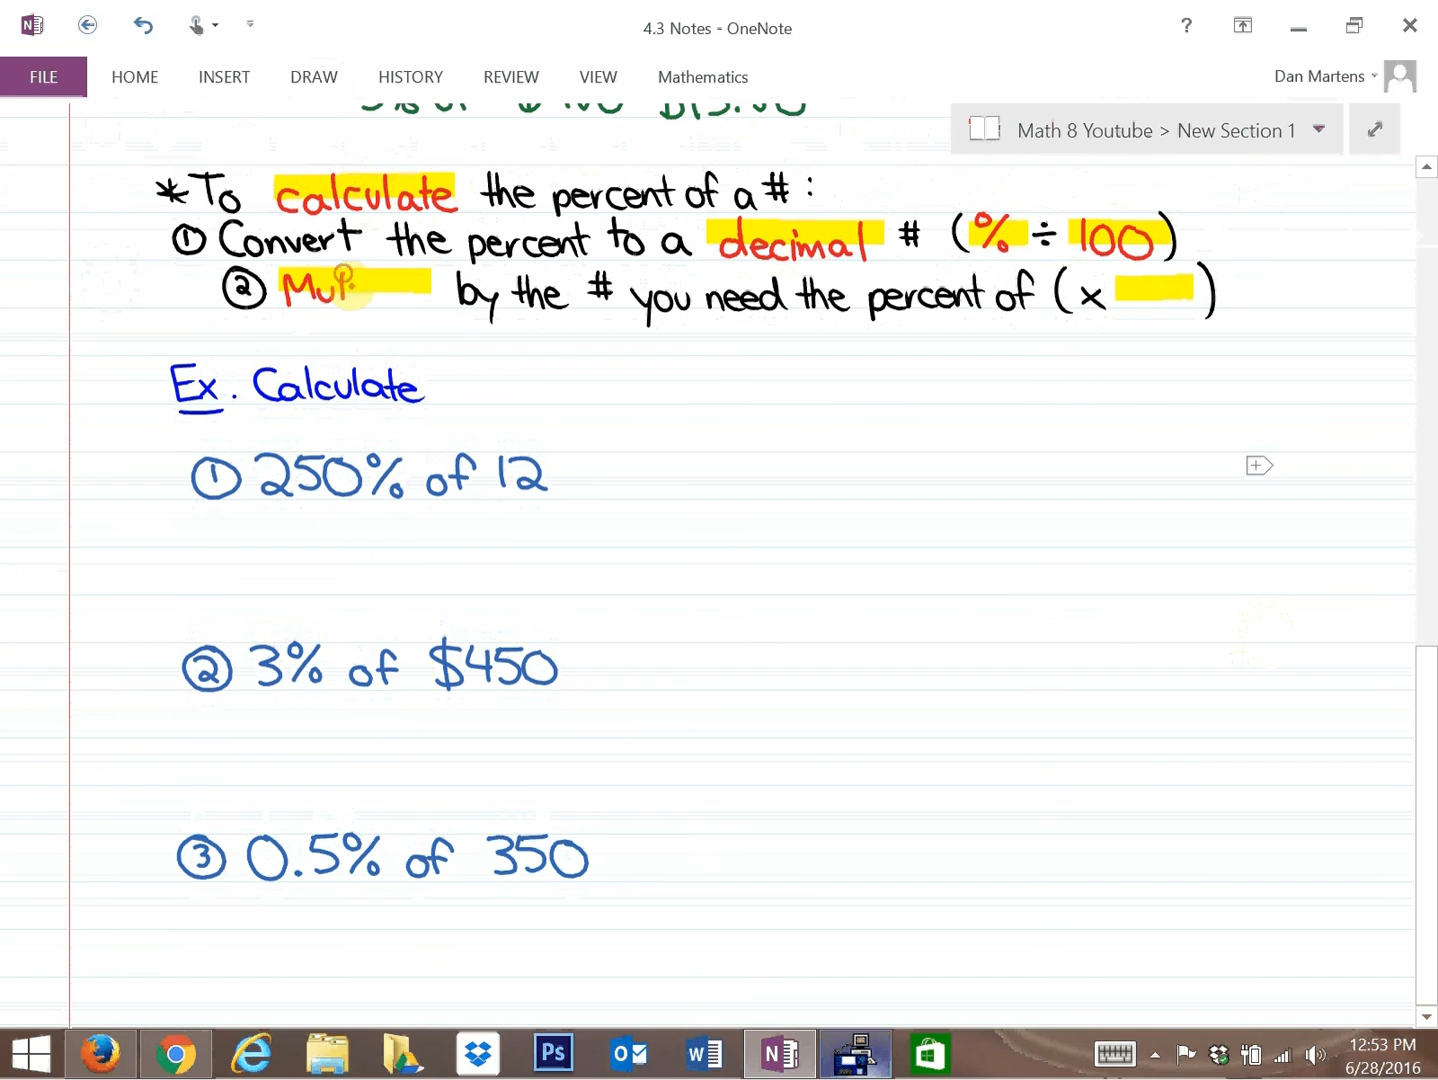 4.3 Notes - OneNote
?
FILE HOME INSERT DRAW HISTORY REVIEW VIEW Mathematics
Dan Martens
Math 8 Youtube > New Section 1
*To calculate the percent of a # :
① Convert the percent to a decimal # (% ÷ 100)
② Mul by the # you need the percent of (x )
Ex. Calculate
① 250% of 12
② 3% of $450
③ 0.5% of 350
12:53 PM
6/28/2016